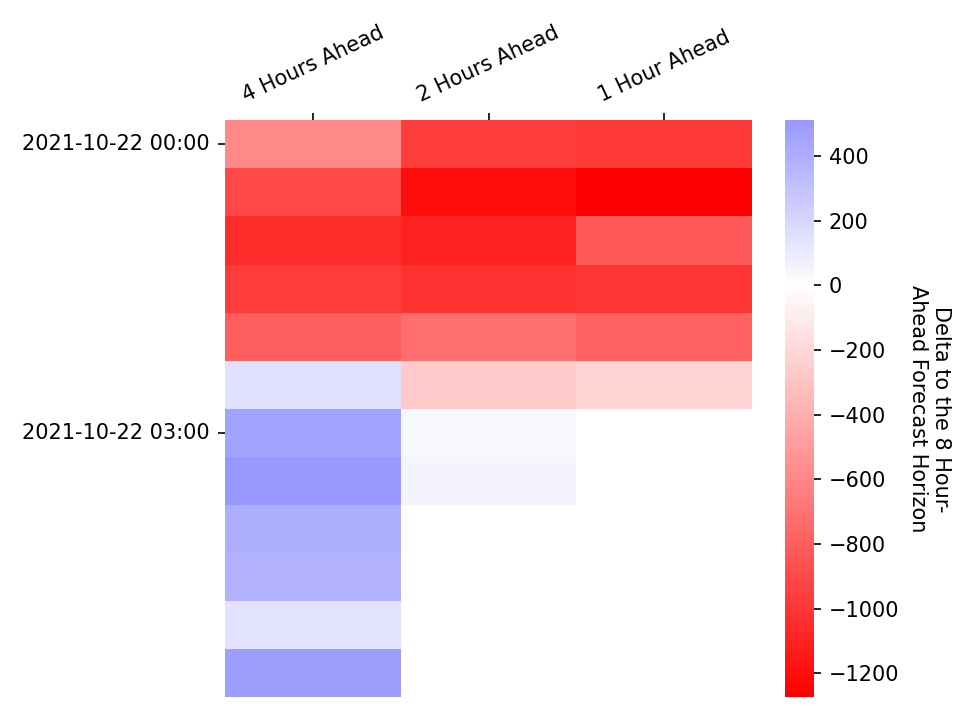 4 Hours Ahead
2 Hours Ahead
1 Hour Ahead
2021-10-22 00:00
2021-10-22 03:00
400
200
0
−200
−400
−600
−800
−1000
−1200
Delta to the 8 Hour-
Ahead Forecast Horizon